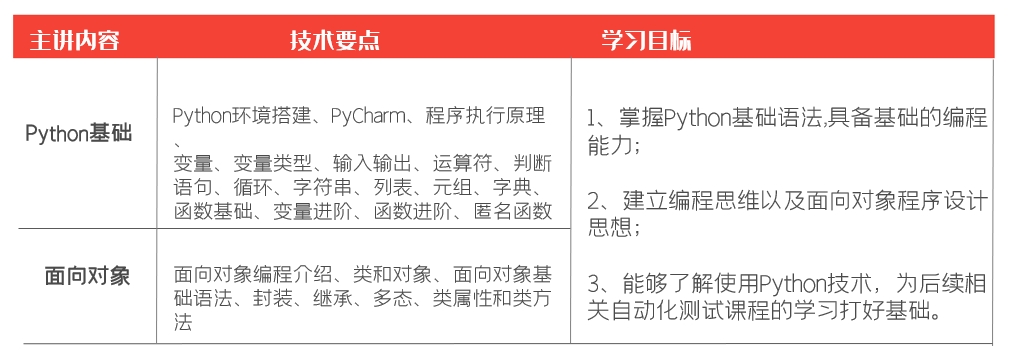 主讲内容 技术要点 学习目标
Python基础
Python环境搭建、PyCharm、程序执行原理
、
变量、变量类型、输入输出、运算符、判断
语句、循环、字符串、列表、元组、字典、
函数基础、变量进阶、函数进阶、匿名函数
面向对象
面向对象编程介绍、类和对象、面向对象基
础语法、封装、继承、多态、类属性和类方
法
1、掌握Python基础语法,具备基础的编程
能力；
2、建立编程思维以及面向对象程序设计
思想；
3、能够了解使用Python技术，为后续相
关自动化测试课程的学习打好基础。